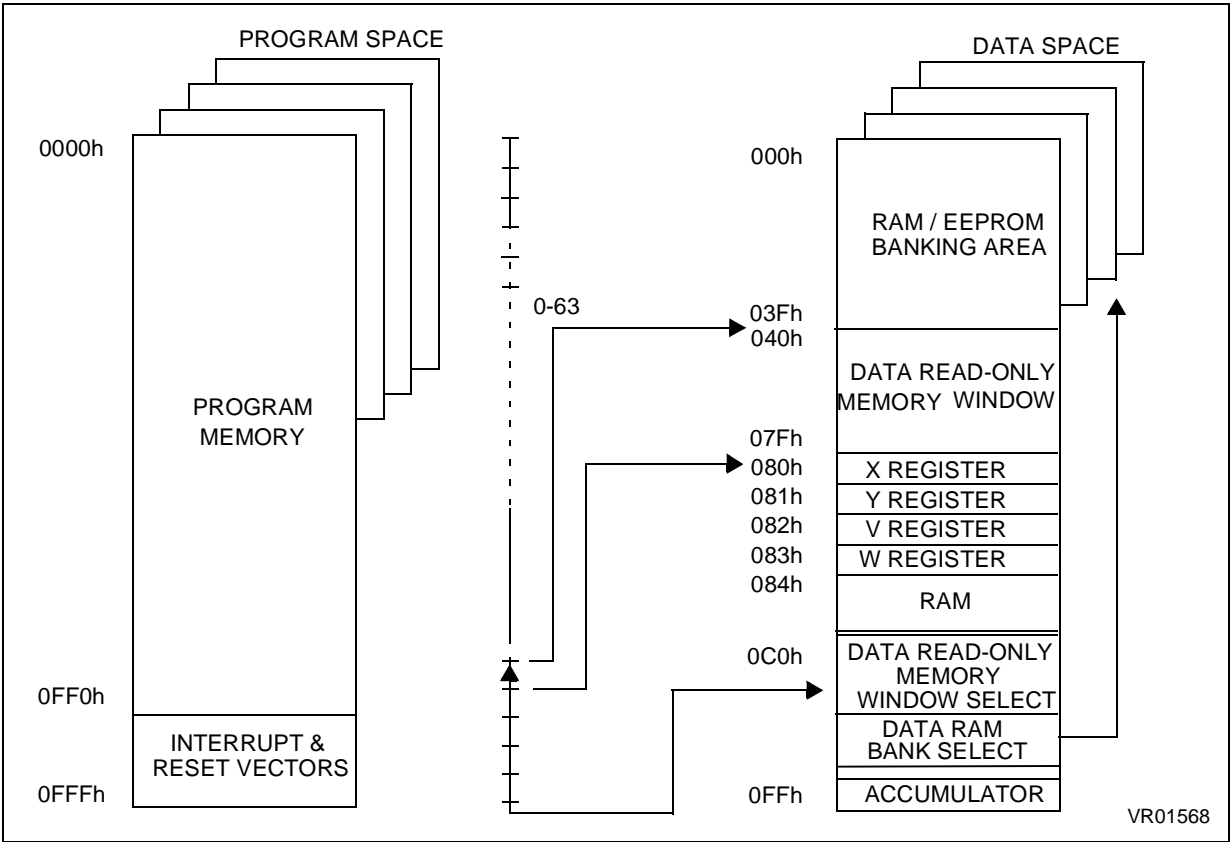 PROGRAM SPACE
0000h
PROGRAM
MEMORY
0FF0h
INTERRUPT &
RESET VECTORS
0FFFh
0-63
DATA SPACE
000h
RAM / EEPROM
BANKING AREA
03Fh
040h
DATA READ-ONLY
MEMORY WINDOW
07Fh
080h
X REGISTER
081h
Y REGISTER
082h
V REGISTER
083h
W REGISTER
084h
RAM
0C0h
DATA READ-ONLY
MEMORY
WINDOW SELECT
DATA RAM
BANK SELECT
0FFh
ACCUMULATOR
VR01568